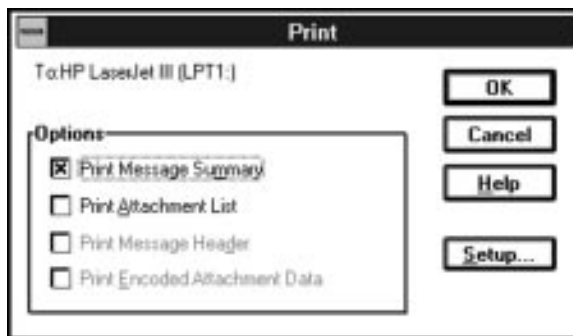 Print
To:HP LaserJet III (LPT1:)
OK
Options
Cancel
Print Message Summary
Help
Print Attachment List
Print Message Header
Setup...
Print Encoded Attachment Data